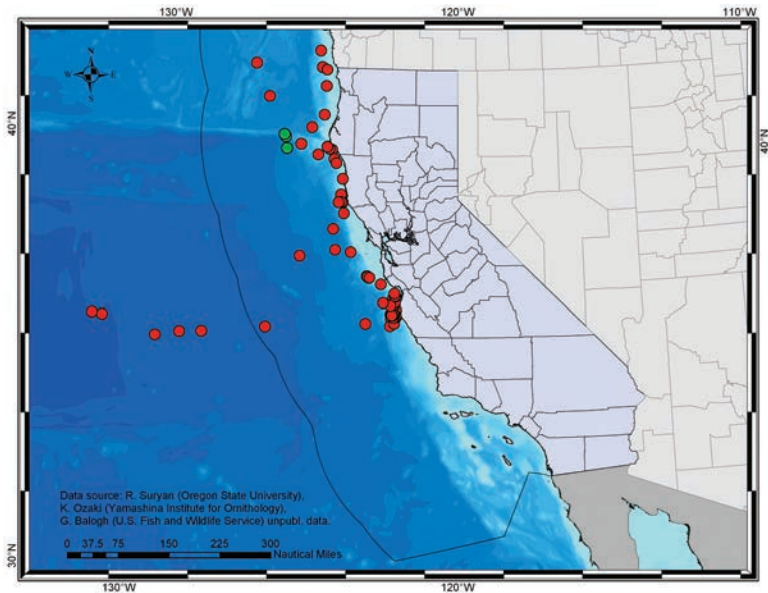 130°W 120°W 110°W
N
W E
S
40°N 40°N
Data source: R. Suryan (Oregon State University),
K. Ozaki (Yamashina Institute for Ornithology),
G. Balogh (U.S. Fish and Wildlife Service) unpubl. data.
0 37.5 75 150 225 300
Nautical Miles
30°N
130°W 120°W